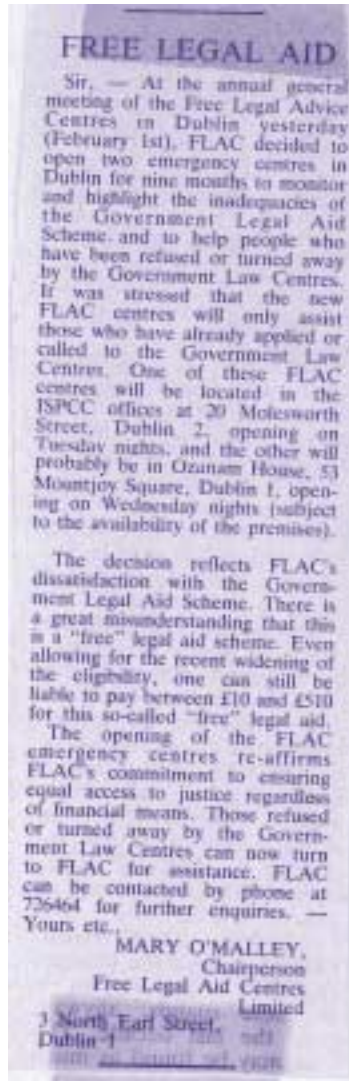 FREE LEGAL AID
Sir, — At the annual general
meeting of the Free Legal Advice
Centres in Dublin yesterday
(February 1st), FLAC decided to
open two emergency centres in
Dublin for nine months to monitor
and highlight the inadequacies of
the Government Legal Aid
Scheme and to help people who
have been refused or turned away
by the Government Law Centres.
It was stressed that the new
FLAC centres will only assist
those who have already applied or
called to the Government Law
Centres. One of these FLAC
centres will be located in the
ISPCC offices at 20 Molesworth
Street, Dublin 2, opening on
Tuesday nights, and the other will
probably be in Ozanam House, 53
Mountjoy Square, Dublin 1, open-
ing on Wednesday nights (subject
to the availability of the premises).
The decision reflects FLAC's
dissatisfaction with the Govern-
ment Legal Aid Scheme. There is
a great misunderstanding that this
is a "free" legal aid scheme. Even
allowing for the recent widening of
the eligibility, one can still be
liable to pay between £10 and £510
for this so-called "free" legal aid.
The opening of the FLAC
emergency centres re-affirms
FLAC's commitment to ensuring
equal access to justice regardless
of financial means. Those refused
or turned away by the Govern-
ment Law Centres can now turn
to FLAC for assistance. FLAC
can be contacted by phone at
726464 for further enquiries. —
Yours etc.,
MARY O'MALLEY,
Chairperson
Free Legal Aid Centres
Limited
3 North Earl Street,
Dublin 1